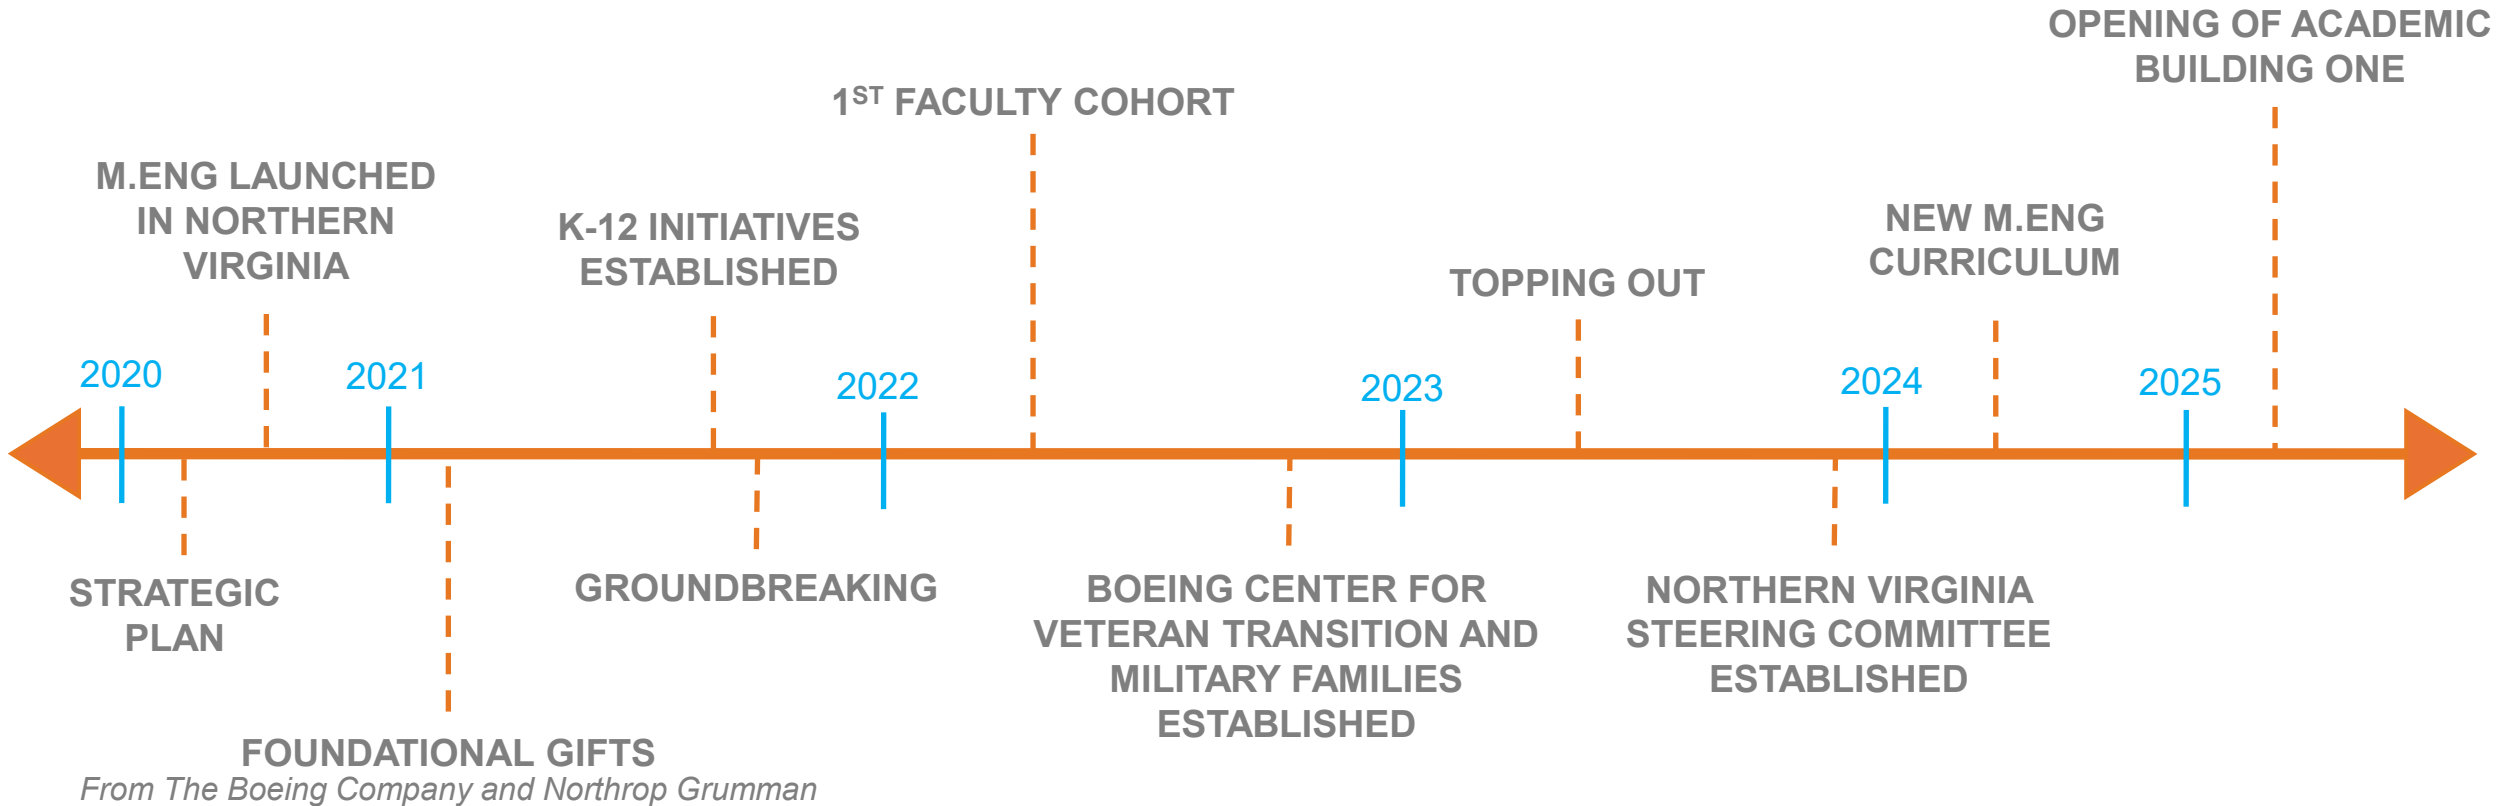 OPENING OF ACADEMIC
BUILDING ONE
1ST FACULTY COHORT
M.ENG LAUNCHED
IN NORTHERN
VIRGINIA
K-12 INITIATIVES
ESTABLISHED
TOPPING OUT
NEW M.ENG
CURRICULUM
2020
2021
2022
2023
2024
2025
STRATEGIC
PLAN
FOUNDATIONAL GIFTS
From The Boeing Company and Northrop Grumman
GROUNDBREAKING
BOEING CENTER FOR
VETERAN TRANSITION AND
MILITARY FAMILIES
ESTABLISHED
NORTHERN VIRGINIA
STEERING COMMITTEE
ESTABLISHED